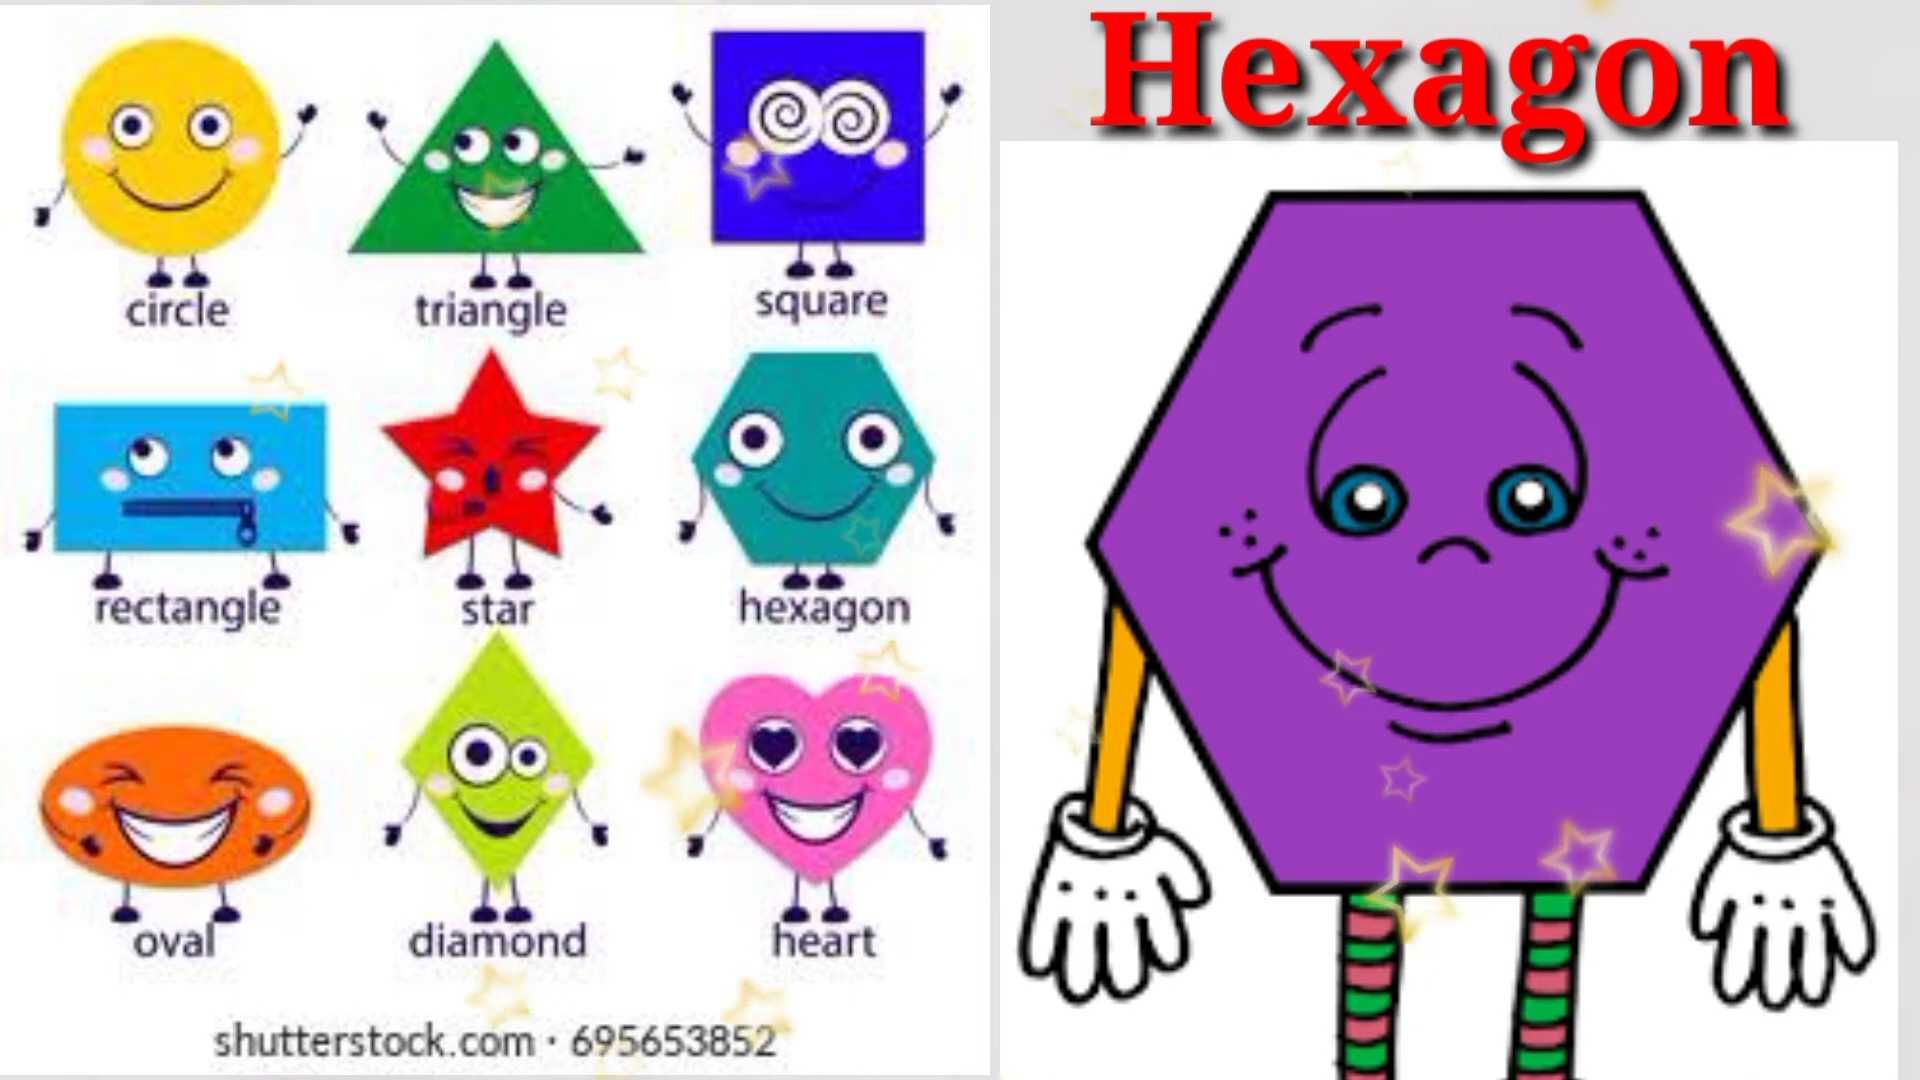 Hexagon
circle
triangle
square
rectangle
star
hexagon
oval
diamond
heart
shutterstock.com · 695653852